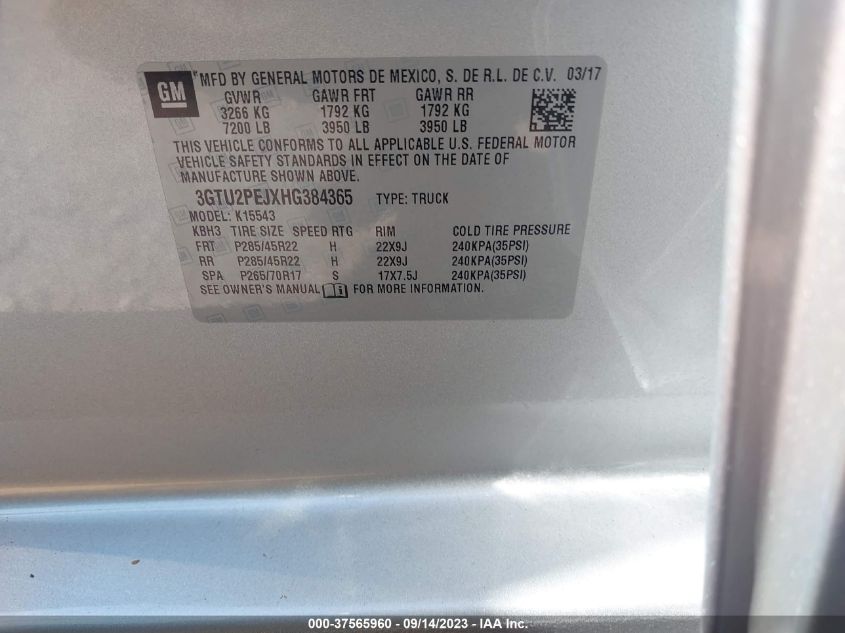 GM
MFD BY GENERAL MOTORS DE MEXICO, S. DE R.L. DE C.V. 03/17
GVWR GAWR FRT GAWR RR
3266 KG 1792 KG 1792 KG
7200 LB 3950 LB 3950 LB
THIS VEHICLE CONFORMS TO ALL APPLICABLE U.S. FEDERAL MOTOR
VEHICLE SAFETY STANDARDS IN EFFECT ON THE DATE OF
MANUFACTURE SHOWN ABOVE.
3GTU2PEJXHG384365 TYPE: TRUCK
MODEL: K15543
KBH3 TIRE SIZE SPEED RTG RIM COLD TIRE PRESSURE
FRT P285/45R22 H 22X9J 240KPA(35PSI)
RR P285/45R22 H 22X9J 240KPA(35PSI)
SPA P265/70R17 S 17X7.5J 240KPA(35PSI)
SEE OWNER'S MANUAL FOR MORE INFORMATION.
000-37565960 - 09/14/2023 - IAA Inc.